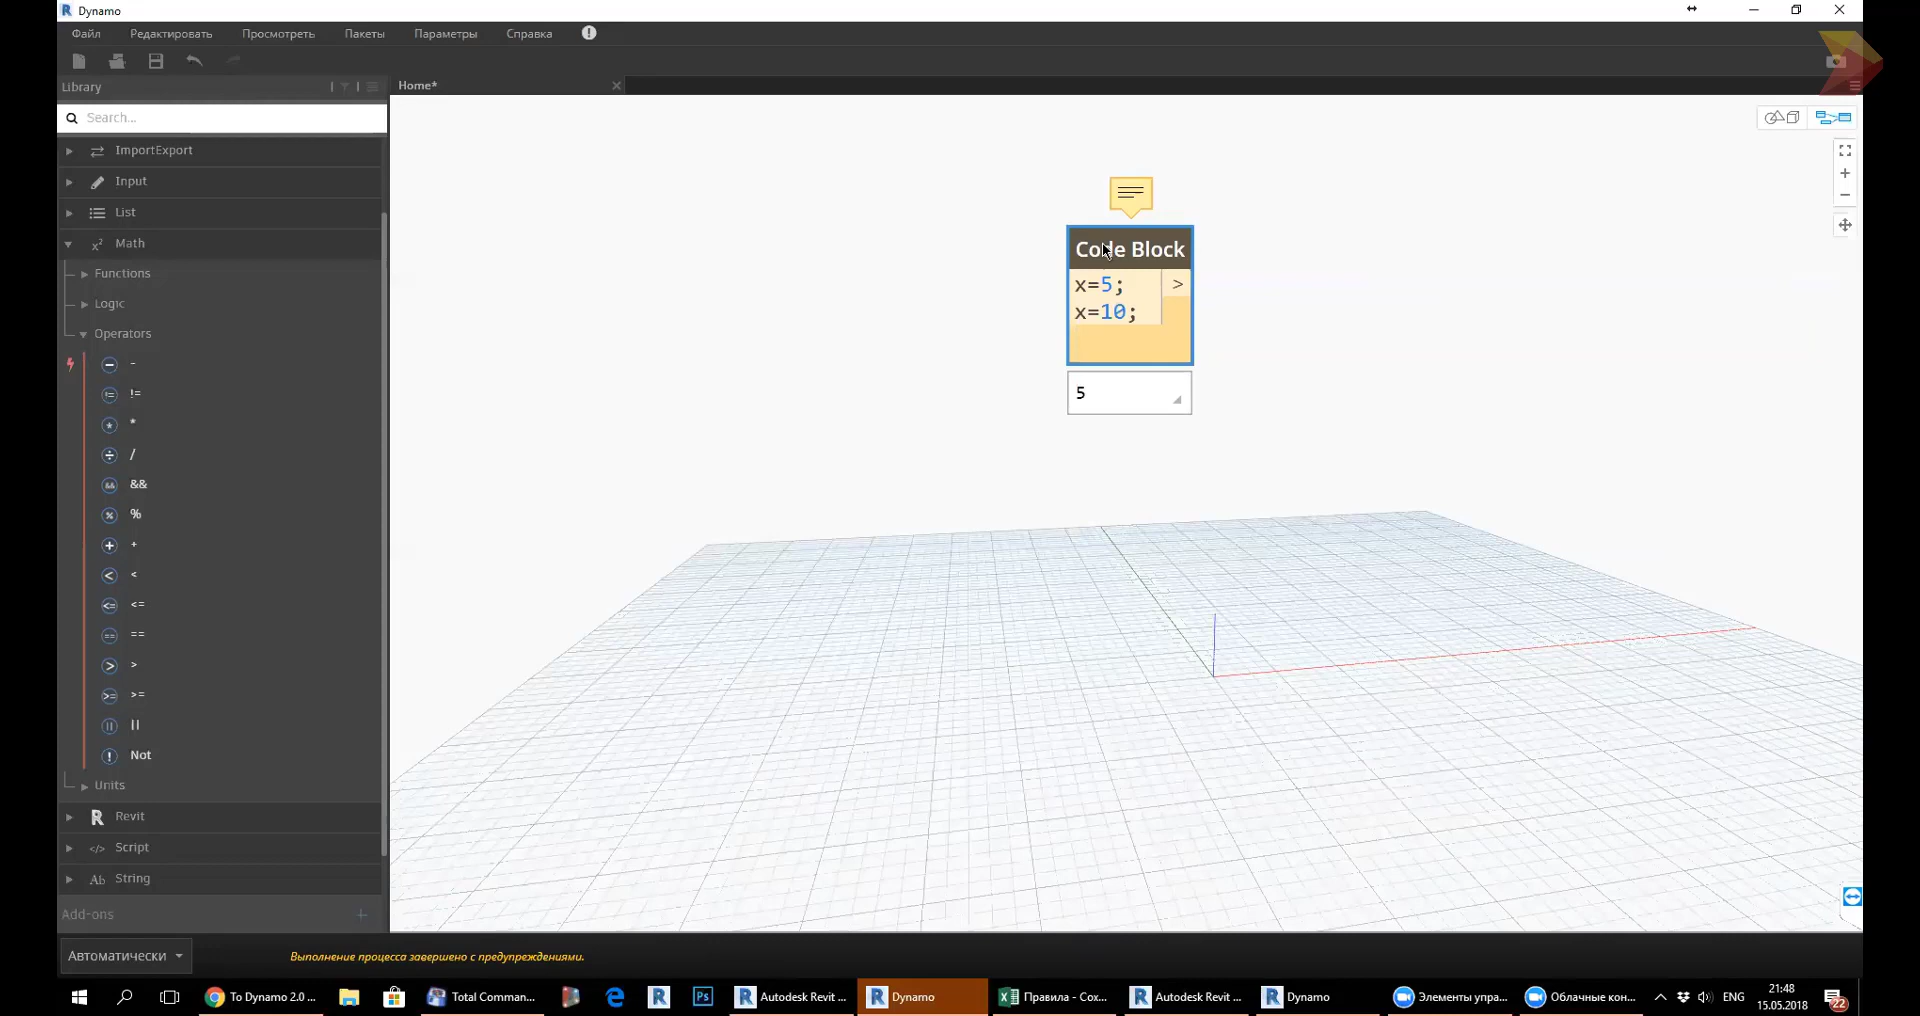 Dynamo
Файл Редактировать Просмотреть Пакеты Параметры Справка
Library
Home*
Search...
ImportExport
Input
List
Math
Functions
Logic
Operators
-
!=
*
/
&&
%
+
<
<=
==
>
>=
||
Not
Units
Revit
Script
String
Add-ons
Code Block
x=5; >
x=10;
5
Автоматически
Выполнение процесса завершено с предупреждениями.
To Dynamo 2.0 ...
Total Comman...
Autodesk Revit ...
Dynamo
Правила - Cox...
Autodesk Revit ...
Dynamo
Элементы упра...
Облачные кон...
ENG
21:48
15.05.2018
22